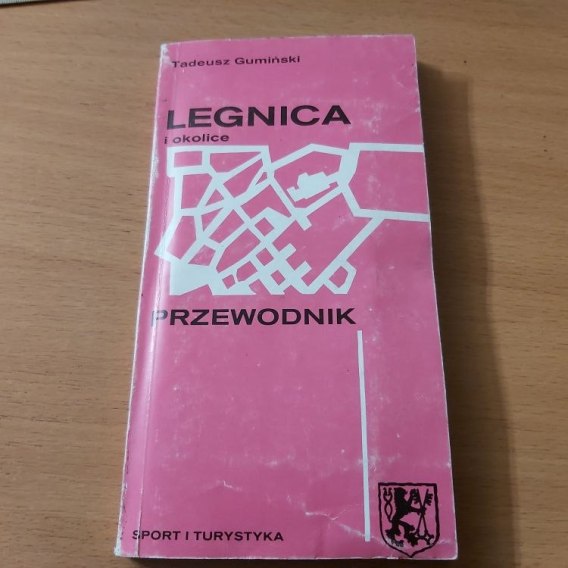 Tadeusz Gumiński
LEGNICA
i okolice
PRZEWODNIK
SPORT I TURYSTYKA